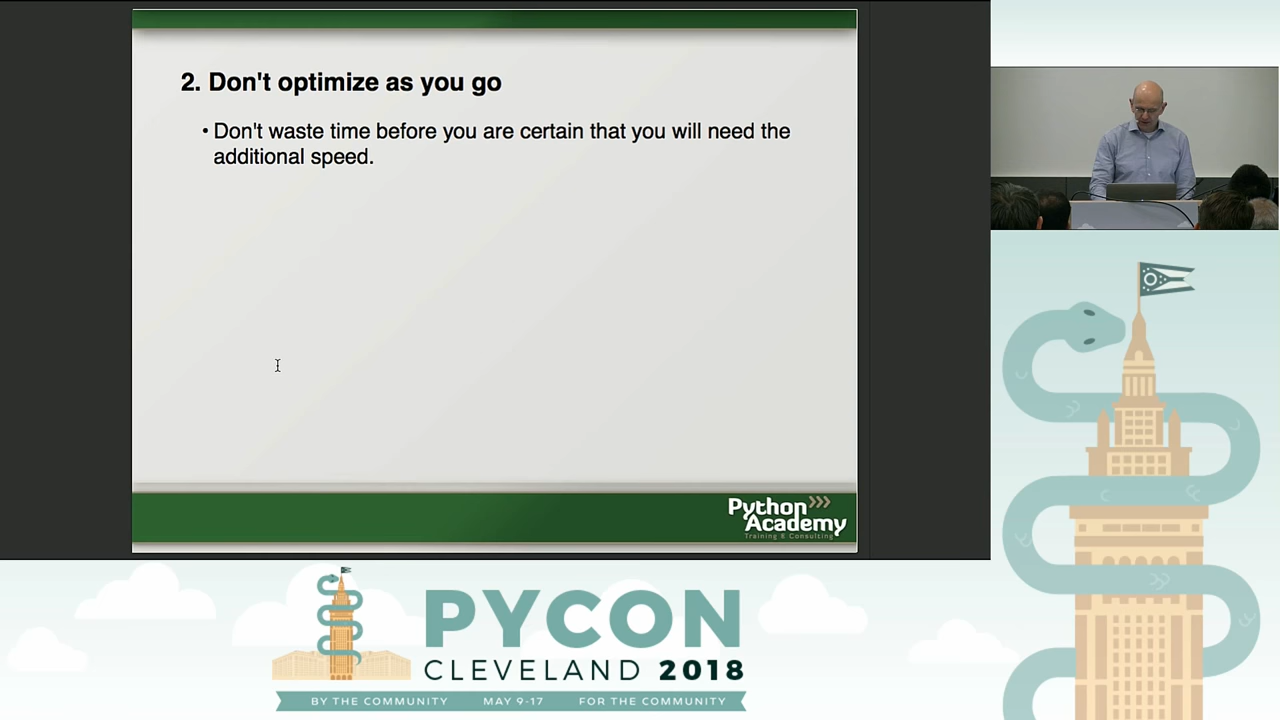 2. Don't optimize as you go
• Don't waste time before you are certain that you will need the
additional speed.
Python
Academy
Training & Consulting
PYCON
CLEVELAND 2018
BY THE COMMUNITY MAY 9-17 FOR THE COMMUNITY